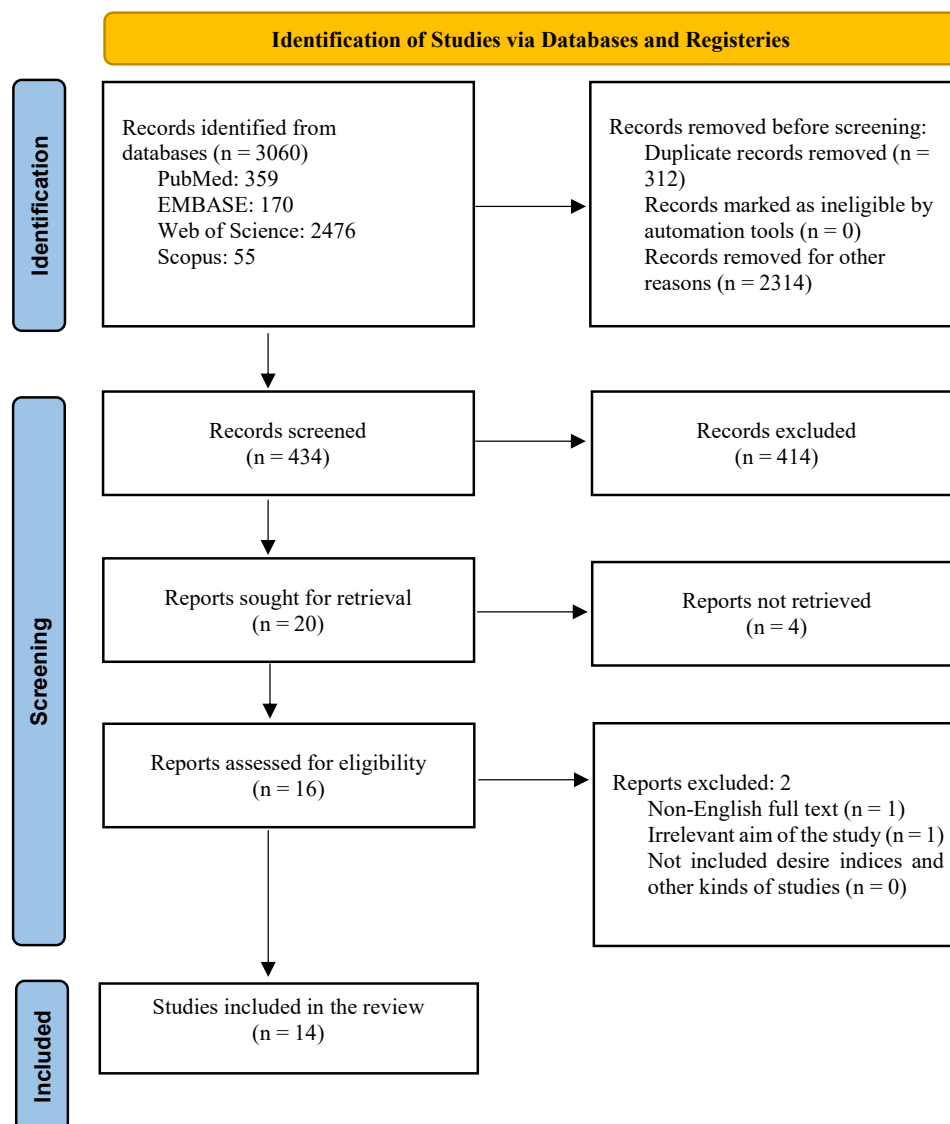 Identification of Studies via Databases and Registeries
Identification
Records identified from
databases (n = 3060)
PubMed: 359
EMBASE: 170
Web of Science: 2476
Scopus: 55
Records removed before screening:
Duplicate records removed (n =
312)
Records marked as ineligible by
automation tools (n = 0)
Records removed for other
reasons (n = 2314)
Screening
Records screened
(n = 434)
Records excluded
(n = 414)
Reports sought for retrieval
(n = 20)
Reports not retrieved
(n = 4)
Reports assessed for eligibility
(n = 16)
Reports excluded: 2
Non-English full text (n = 1)
Irrelevant aim of the study (n = 1)
Not included desire indices and
other kinds of studies (n = 0)
Included
Studies included in the review
(n = 14)